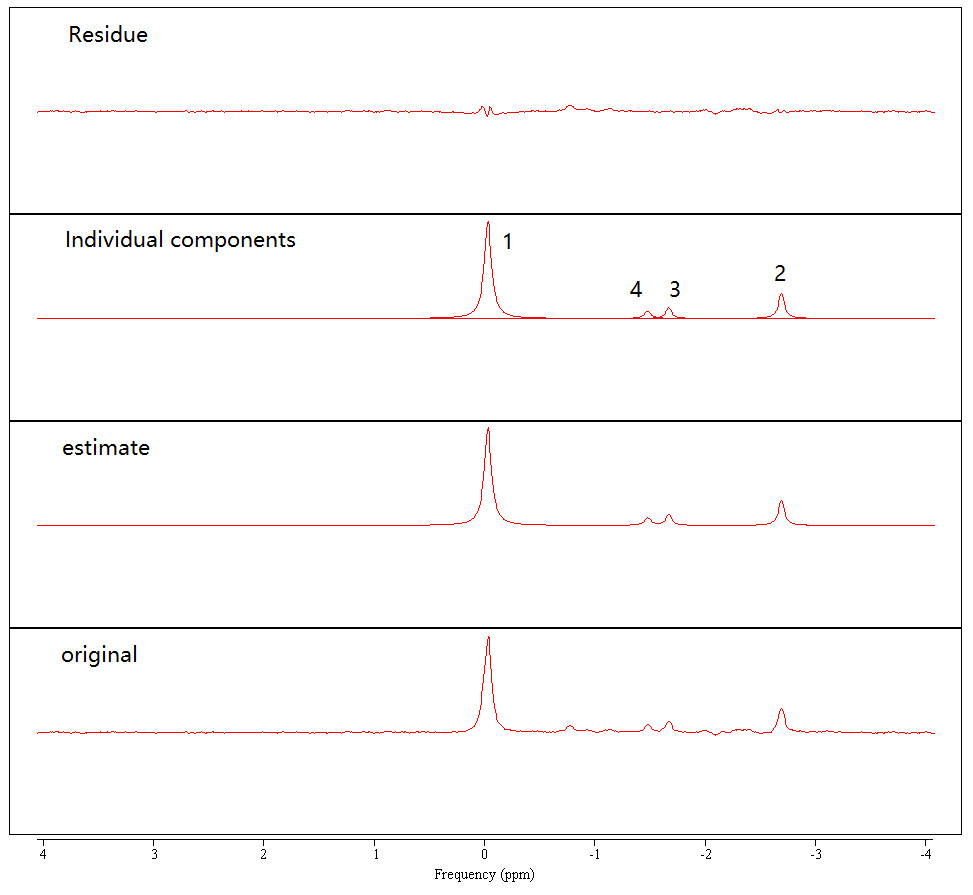 Residue
Individual components
1
4
3
2
estimate
original
4 3 2 1 0 -1 -2 -3 -4
Frequency (ppm)